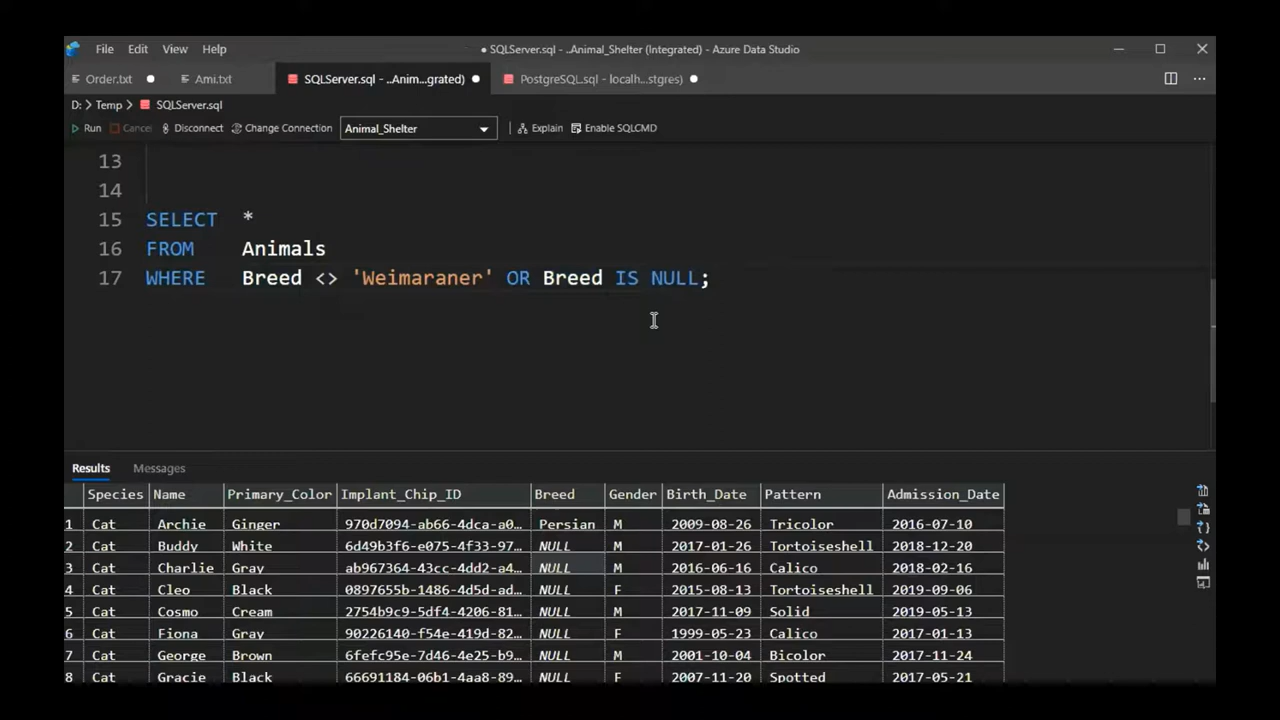 File Edit View Help ● SQLServer.sql - ..Animal_Shelter (Integrated) - Azure Data Studio
Order.txt Ami.txt SQLServer.sql - ..Anim...grated) PostgreSQL.sql - localh...stgres)
D: > Temp > SQLServer.sql
Run Cancel Disconnect Change Connection Animal_Shelter Explain Enable SQLCMD
13
14
15 SELECT *
16 FROM Animals
17 WHERE Breed <> 'Weimaraner' OR Breed IS NULL;
Results Messages
Species Name Primary_Color Implant_Chip_ID Breed Gender Birth_Date Pattern Admission_Date
1 Cat Archie Ginger 970d7094-ab66-4dca-a0… Persian M 2009-08-26 Tricolor 2016-07-10
2 Cat Buddy White 6d49b3f6-e075-4f33-97… NULL M 2017-01-26 Tortoiseshell 2018-12-20
3 Cat Charlie Gray ab967364-43cc-4dd2-a4… NULL M 2016-06-16 Calico 2018-02-16
4 Cat Cleo Black 0897655b-1486-4d5d-ad… NULL F 2015-08-13 Tortoiseshell 2019-09-06
5 Cat Cosmo Cream 2754b9c9-5df4-4206-81… NULL M 2017-11-09 Solid 2019-05-13
6 Cat Fiona Gray 90226140-f54e-419d-82… NULL F 1999-05-23 Calico 2017-01-13
7 Cat George Brown 6fefc95e-7d46-4e25-b9… NULL M 2001-10-04 Bicolor 2017-11-24
8 Cat Gracie Black 66691184-06b1-4aa8-89… NULL F 2007-11-20 Spotted 2017-05-21